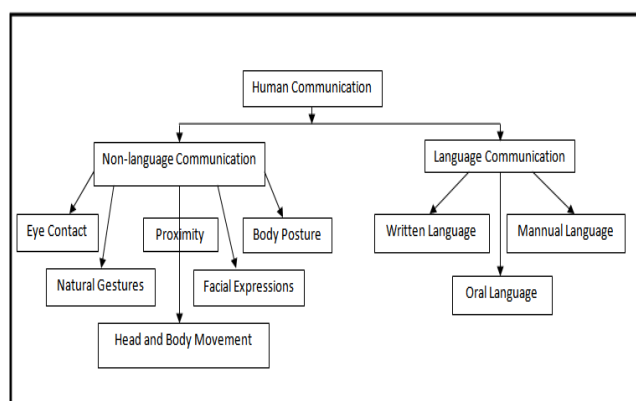 Human Communication
Non-language Communication
Language Communication
Eye Contact
Proximity
Body Posture
Written Language
Mannual Language
Natural Gestures
Facial Expressions
Oral Language
Head and Body Movement